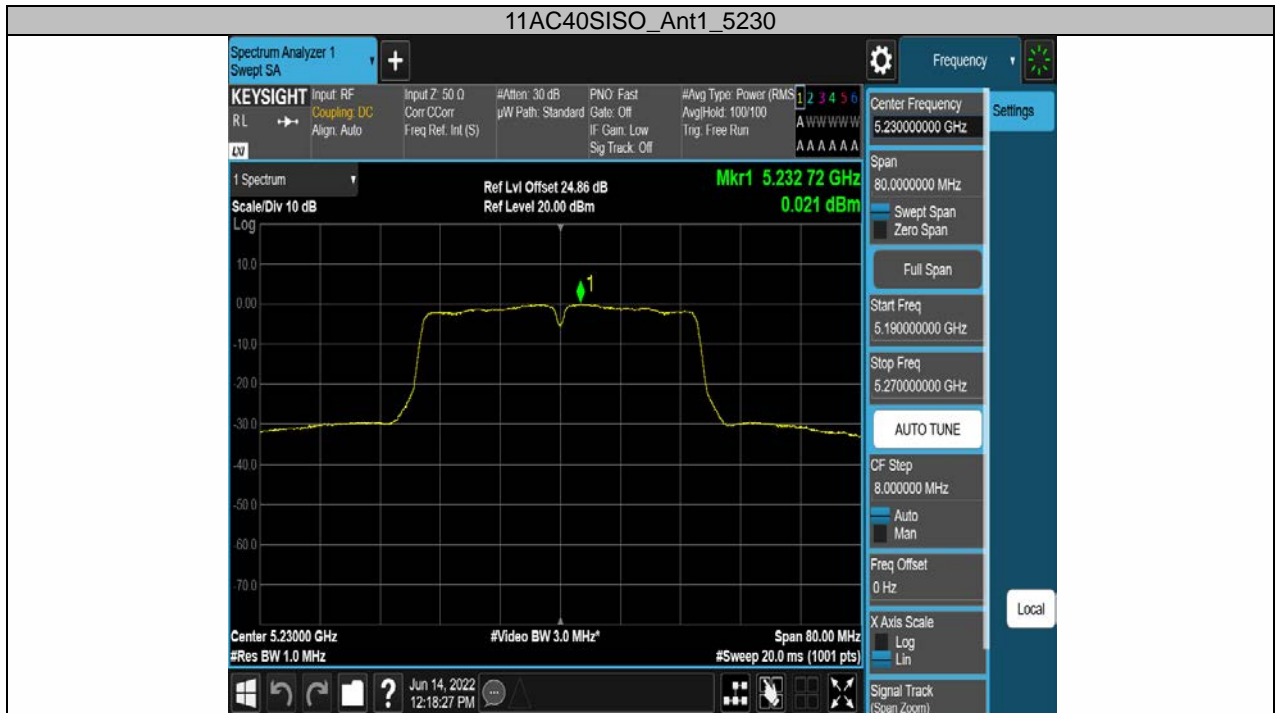 11AC40SISO_Ant1_5230
Spectrum Analyzer 1
Swept SA
+
Frequency
KEYSIGHT
RL
LXI
Input: RF
Coupling: DC
Align: Auto
Input Z: 50 Ω
Corr CCorr
Freq Ref: Int (S)
#Atten: 30 dB
µW Path: Standard
PNO: Fast
Gate: Off
IF Gain: Low
Sig Track: Off
#Avg Type: Power (RMS
Avg|Hold: 100/100
Trig: Free Run
1 2 3 4 5 6
A W W W W W
A A A A A A
1 Spectrum
Scale/Div 10 dB
Ref Lvl Offset 24.86 dB
Ref Level 20.00 dBm
Mkr1 5.232 72 GHz
0.021 dBm
Log
10.0
0.00
-10.0
-20.0
-30.0
-40.0
-50.0
-60.0
-70.0
1
Center 5.23000 GHz
#Res BW 1.0 MHz
#Video BW 3.0 MHz*
Span 80.00 MHz
#Sweep 20.0 ms (1001 pts)
?
Jun 14, 2022
12:18:27 PM
Center Frequency
5.230000000 GHz
Span
80.0000000 MHz
Swept Span
Zero Span
Full Span
Start Freq
5.190000000 GHz
Stop Freq
5.270000000 GHz
AUTO TUNE
CF Step
8.000000 MHz
Auto
Man
Freq Offset
0 Hz
X Axis Scale
Log
Lin
Signal Track
(Span Zoom)
Settings
Local